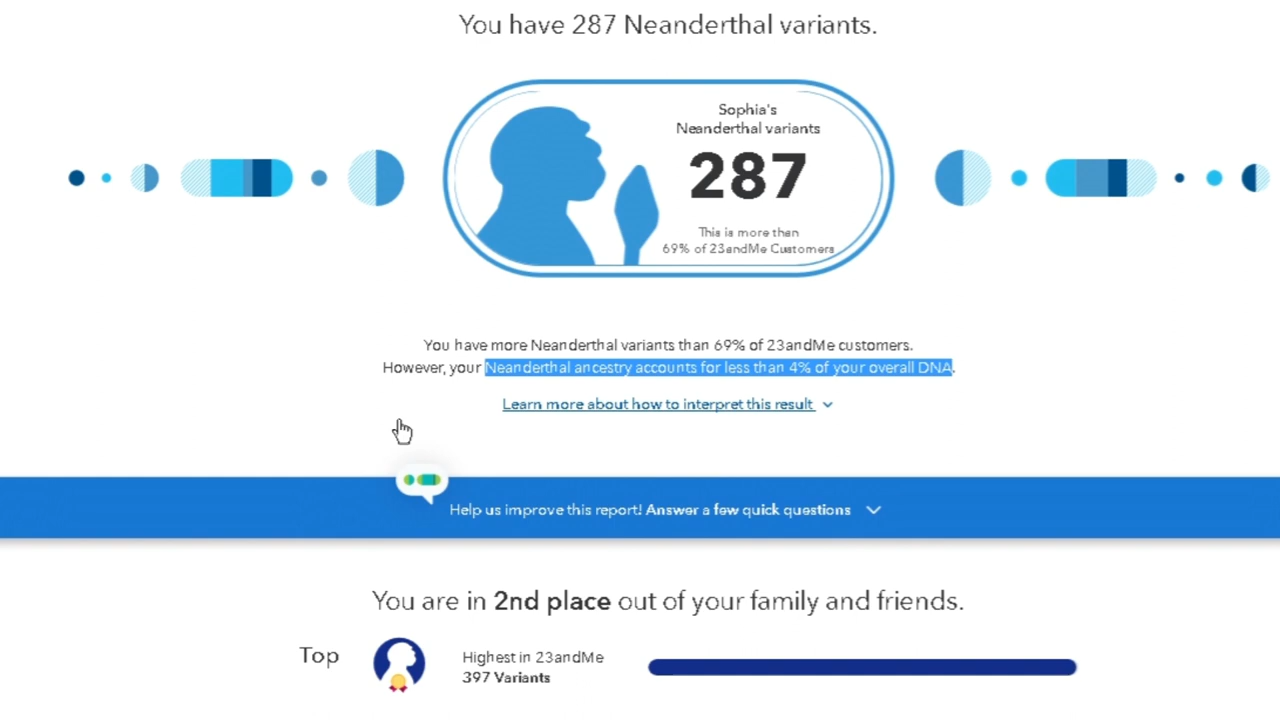 You have 287 Neanderthal variants.
Sophia's
Neanderthal variants
287
This is more than
69% of 23andMe Customers
You have more Neanderthal variants than 69% of 23andMe customers.
However, your Neanderthal ancestry accounts for less than 4% of your overall DNA.
Learn more about how to interpret this result
Help us improve this report! Answer a few quick questions
You are in 2nd place out of your family and friends.
Top
Highest in 23andMe
397 Variants